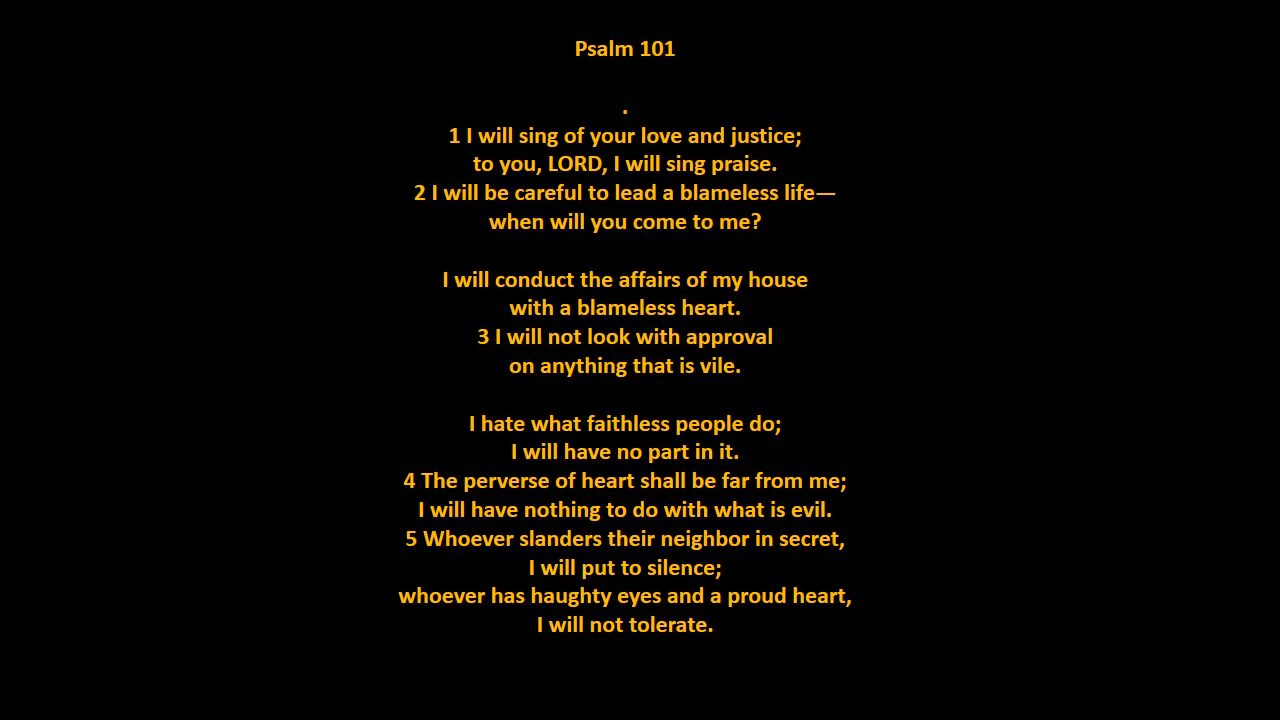 Psalm 101
.
1 I will sing of your love and justice;
to you, LORD, I will sing praise.
2 I will be careful to lead a blameless life—
when will you come to me?
I will conduct the affairs of my house
with a blameless heart.
3 I will not look with approval
on anything that is vile.
I hate what faithless people do;
I will have no part in it.
4 The perverse of heart shall be far from me;
I will have nothing to do with what is evil.
5 Whoever slanders their neighbor in secret,
I will put to silence;
whoever has haughty eyes and a proud heart,
I will not tolerate.